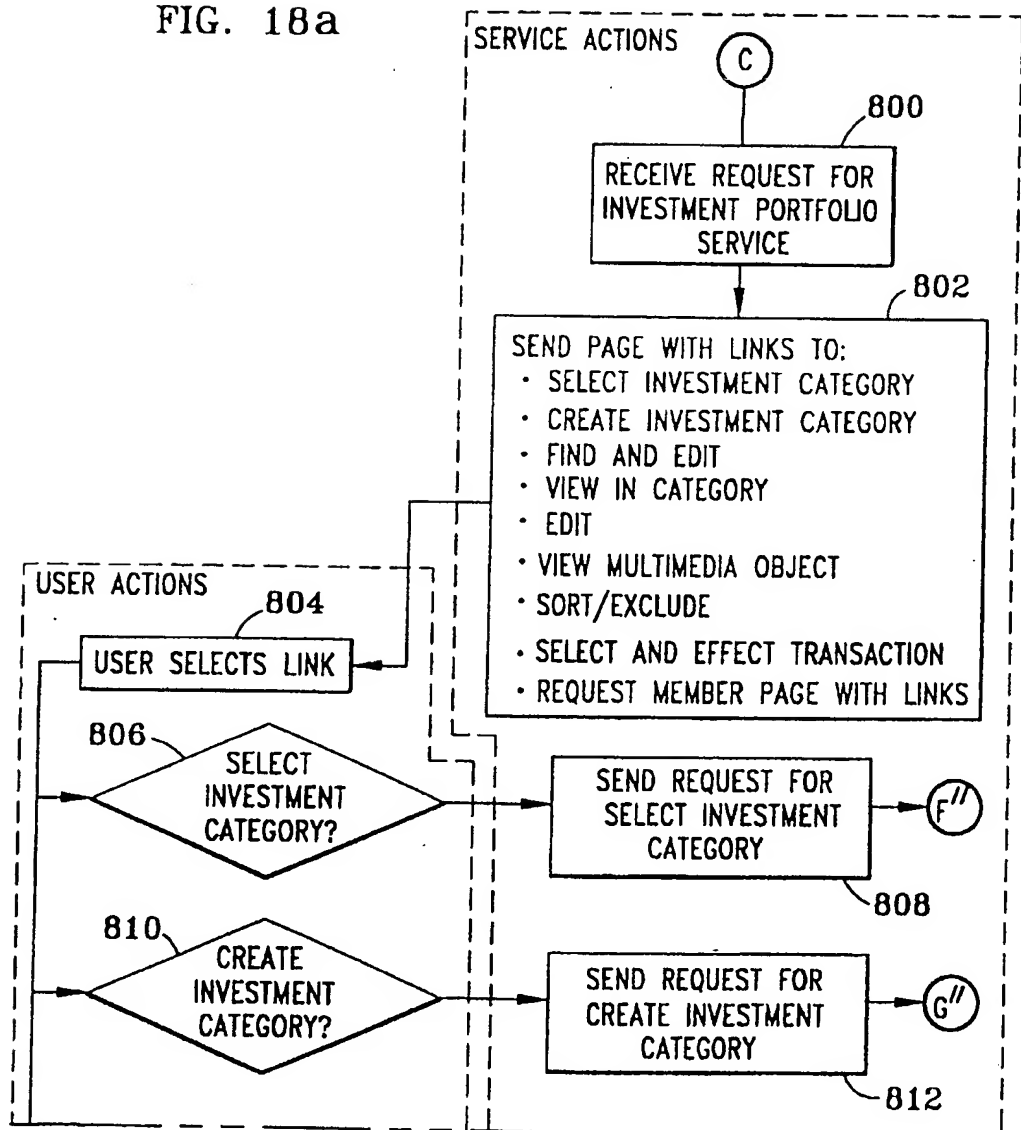 FIG. 18a
SERVICE ACTIONS
C
800
RECEIVE REQUEST FOR
INVESTMENT PORTFOLIO
SERVICE
802
SEND PAGE WITH LINKS TO:
· SELECT INVESTMENT CATEGORY
· CREATE INVESTMENT CATEGORY
· FIND AND EDIT
· VIEW IN CATEGORY
· EDIT
· VIEW MULTIMEDIA OBJECT
· SORT/EXCLUDE
· SELECT AND EFFECT TRANSACTION
· REQUEST MEMBER PAGE WITH LINKS
USER ACTIONS
804
USER SELECTS LINK
806
SELECT
INVESTMENT
CATEGORY?
SEND REQUEST FOR
SELECT INVESTMENT
CATEGORY
F"
808
810
CREATE
INVESTMENT
CATEGORY?
SEND REQUEST FOR
CREATE INVESTMENT
CATEGORY
G"
812